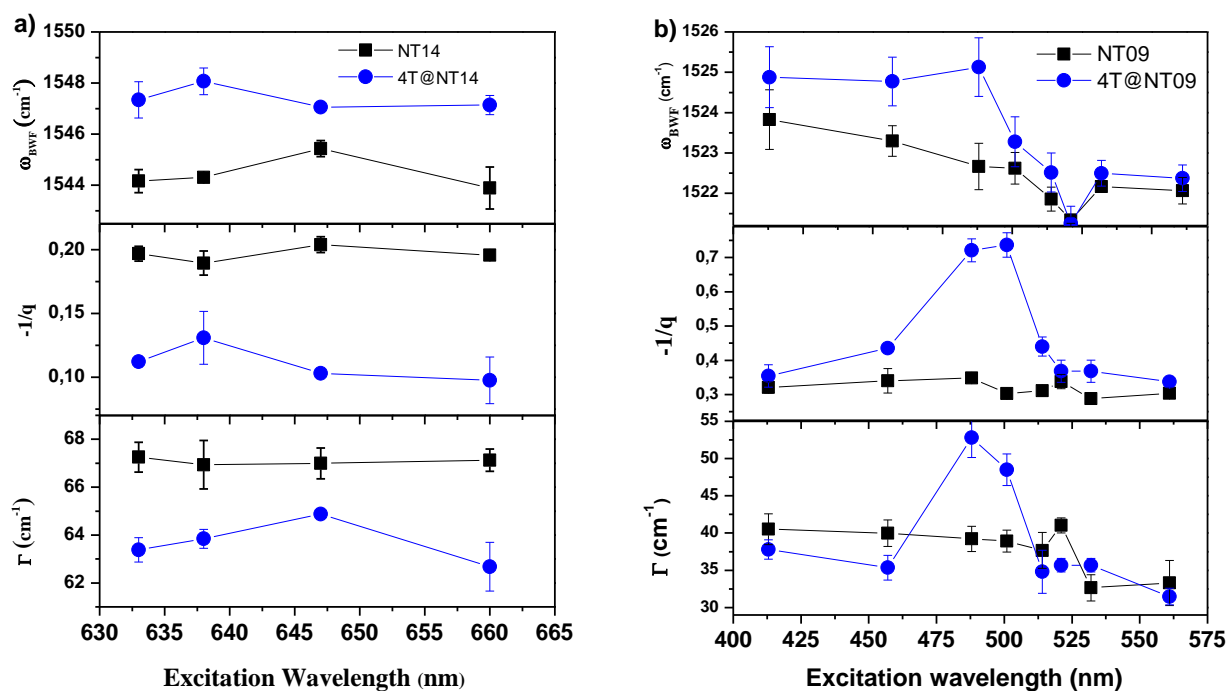 a)
1550
1548
1546
1544
ω_BWF (cm⁻¹)
NT14
4T@NT14
0,20
0,15
0,10
-1/q
68
66
64
62
Γ (cm⁻¹)
630 635 640 645 650 655 660 665
Excitation Wavelength (nm)
b)
1526
1525
1524
1523
1522
ω_BWF (cm⁻¹)
NT09
4T@NT09
0,7
0,6
0,5
0,4
0,3
-1/q
55
50
45
40
35
30
Γ (cm⁻¹)
400 425 450 475 500 525 550 575
Excitation wavelength (nm)